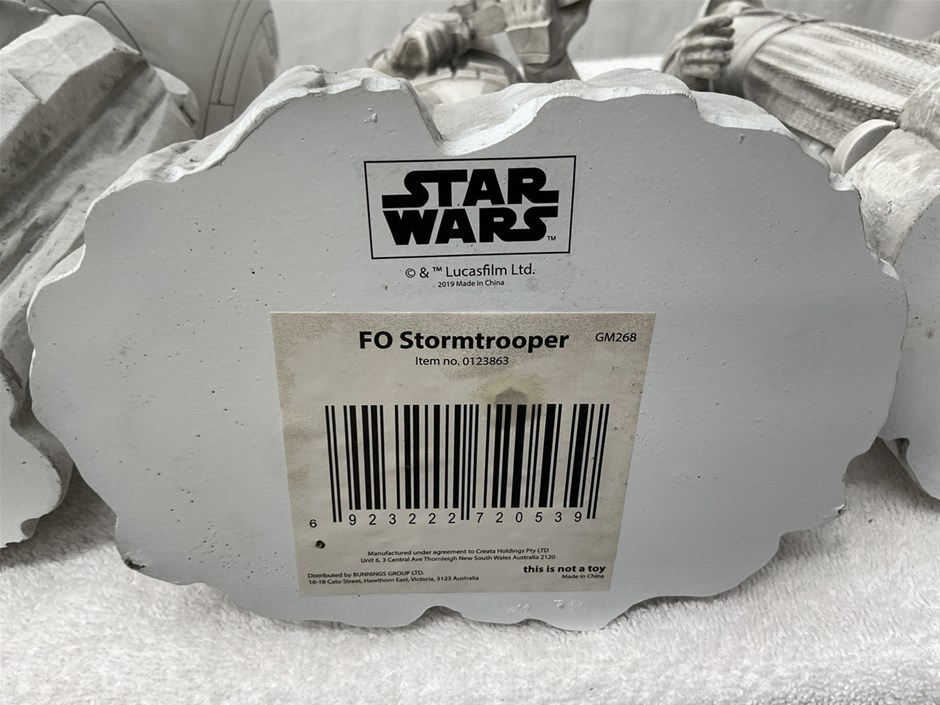 STAR
WARS™
© & ™ Lucasfilm Ltd.
2019 Made in China
FO Stormtrooper GM268
Item no. 0123863
6 923222 720539
Manufactured under agreement to Creata Holdings Pty LTD
Unit 6, 3 Central Ave Thornleigh New South Wales Australia 2120
Distributed by BUNNINGS GROUP LTD.
16-18 Cato Street, Hawthorn East, Victoria, 3123 Australia
this is not a toy
Made in China